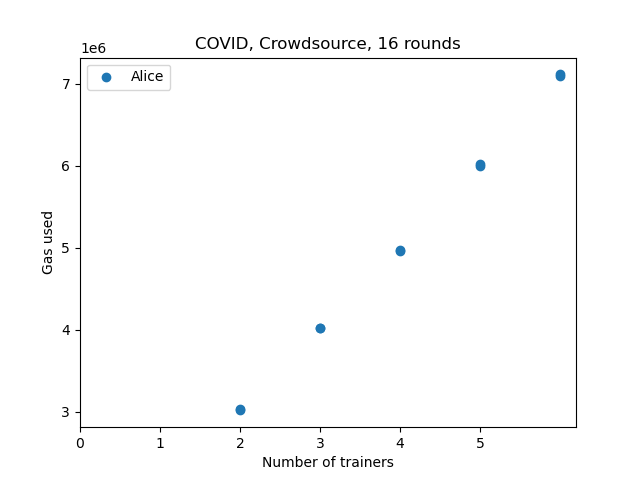 COVID, Crowdsource, 16 rounds
1e6
Alice
7
6
5
4
3
Gas used
0 1 2 3 4 5
Number of trainers